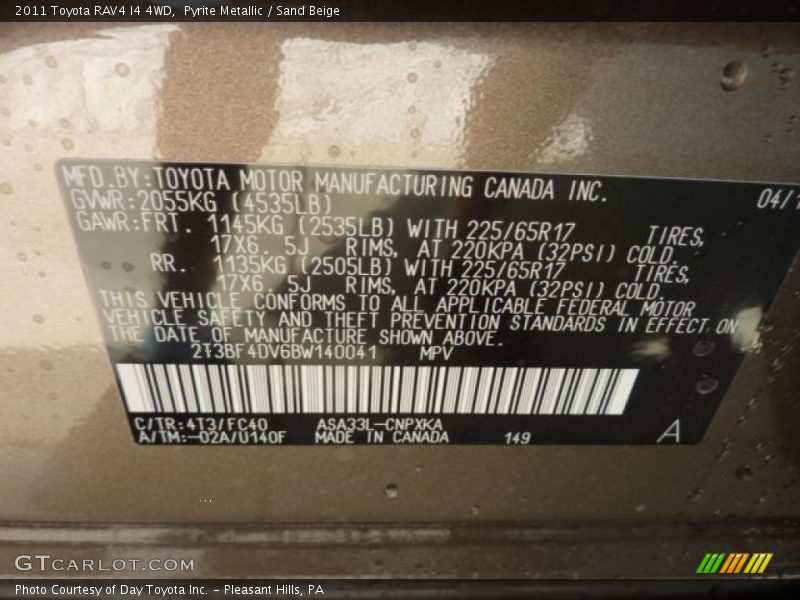 2011 Toyota RAV4 I4 4WD, Pyrite Metallic / Sand Beige
MFD. BY: TOYOTA MOTOR MANUFACTURING CANADA INC.
04/1
GVWR: 2055KG (4535LB)
GAWR: FRT. 1145KG (2535LB) WITH 225/65R17 TIRES,
17X6. 5J RIMS, AT 220KPA (32PSI) COLD.
RR. 1135KG (2505LB) WITH 225/65R17 TIRES,
17X6. 5J RIMS, AT 220KPA (32PSI) COLD.
THIS VEHICLE CONFORMS TO ALL APPLICABLE FEDERAL MOTOR
VEHICLE SAFETY AND THEFT PREVENTION STANDARDS IN EFFECT ON
THE DATE OF MANUFACTURE SHOWN ABOVE.
2T3BF4DV6BW140041 MPV
C/TR: 4T3/FC40 ASA33L-CNPXKA
A/TM: -02A/U140F MADE IN CANADA 149 A
GTCARLOT.COM
Photo Courtesy of Day Toyota Inc. - Pleasant Hills, PA